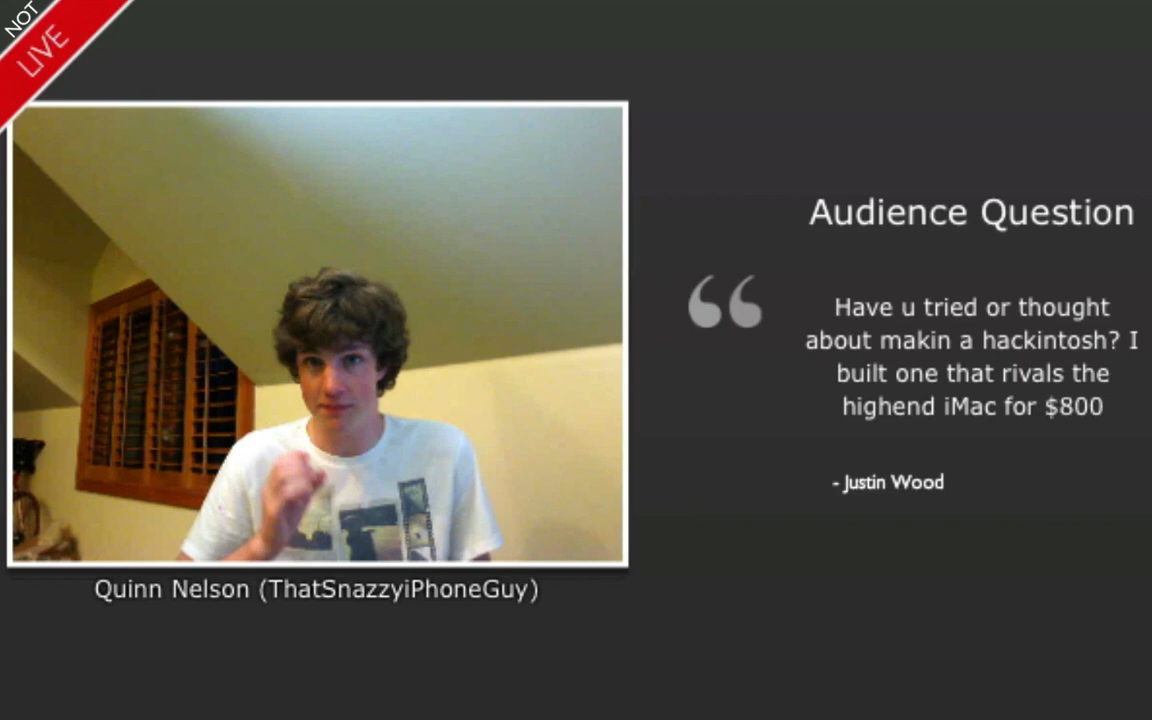 NOT
LIVE
Audience Question
“
Have u tried or thought
about makin a hackintosh? I
built one that rivals the
highend iMac for $800
- Justin Wood
Quinn Nelson (ThatSnazzyiPhoneGuy)